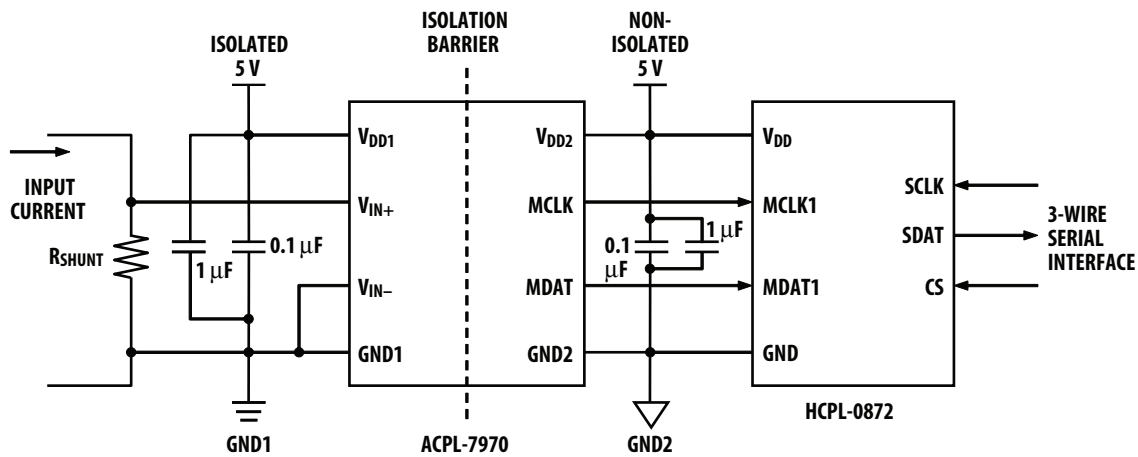 ISOLATED
5 V
ISOLATION
BARRIER
NON-
ISOLATED
5 V
INPUT
CURRENT
RSHUNT
1 μF
0.1 μF
VDD1
VIN+
VIN–
GND1
VDD2
MCLK
MDAT
GND2
0.1
μF
1 μF
VDD
MCLK1
MDAT1
GND
SCLK
SDAT
CS
3-WIRE
SERIAL
INTERFACE
GND1
ACPL-7970
GND2
HCPL-0872